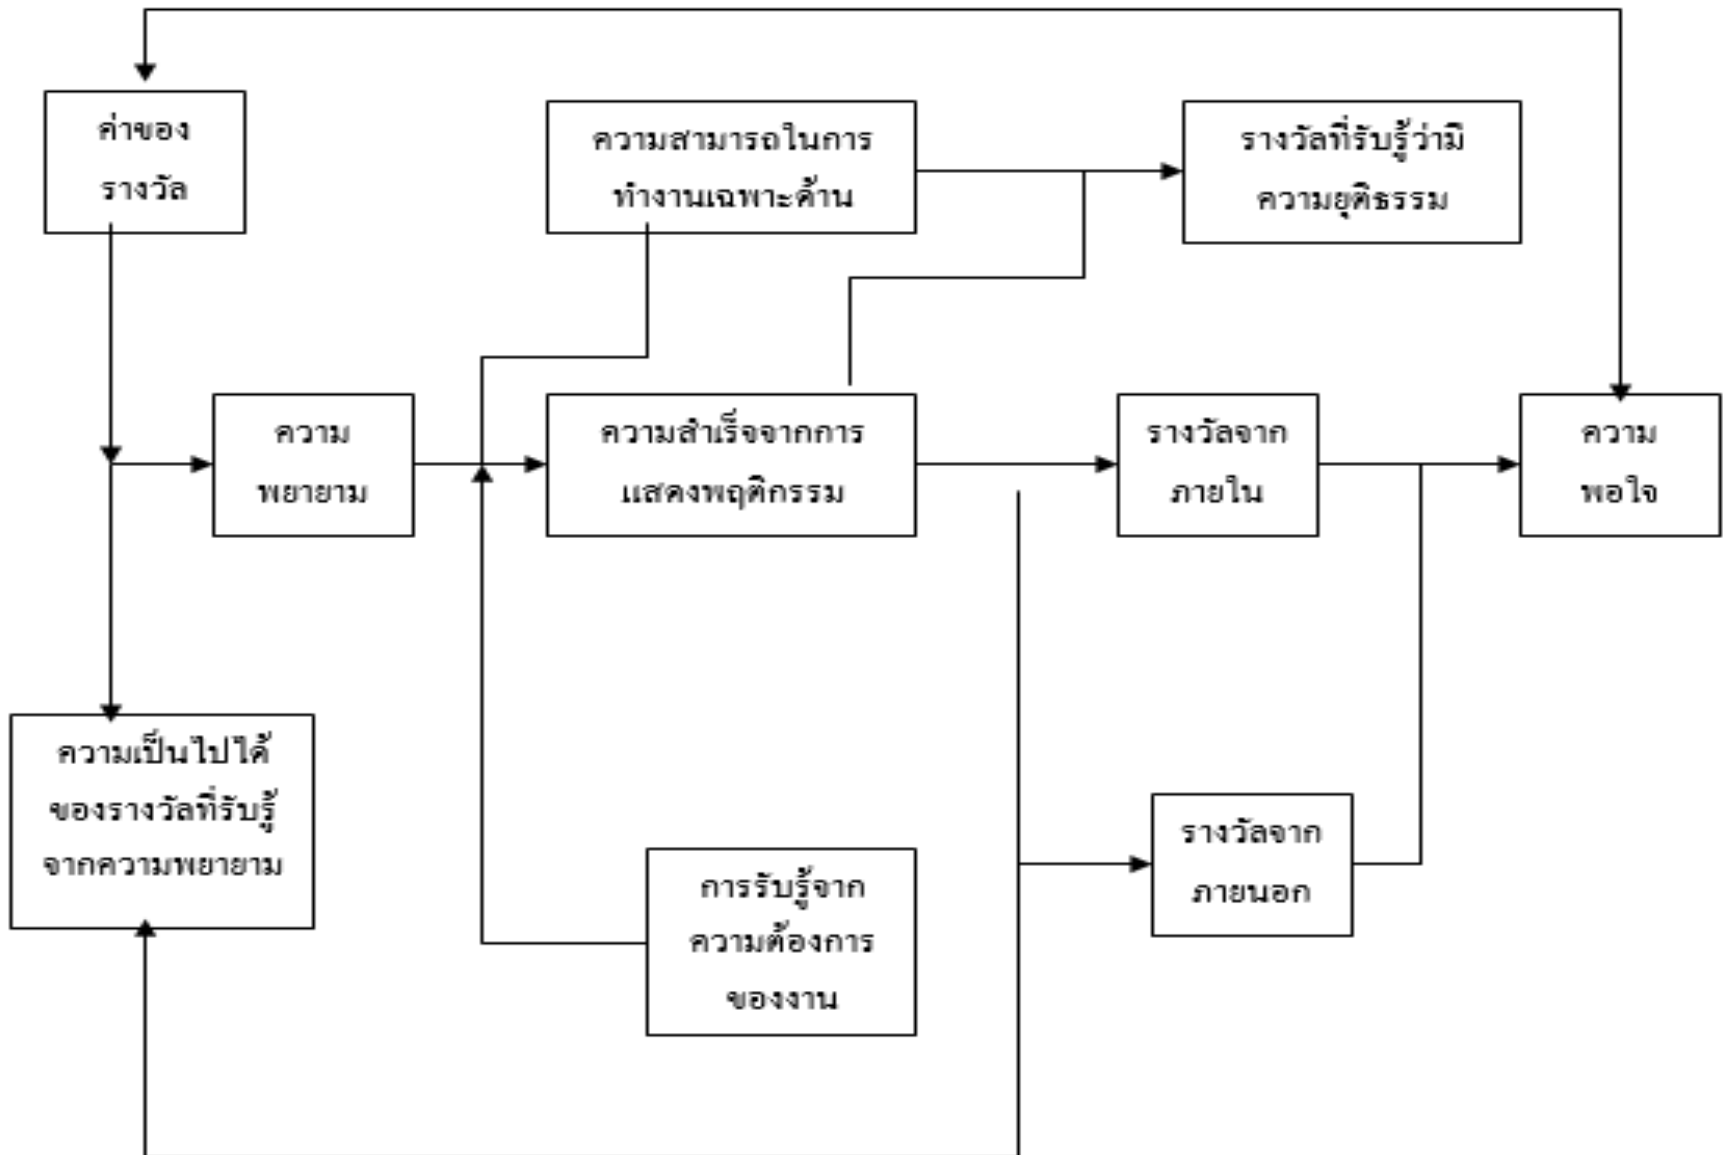 ค่าของ
รางวัล
ความสามารถในการ
ทำงานเฉพาะด้าน
รางวัลที่รับรู้ว่ามี
ความยุติธรรม
ความ
พยายาม
ความสำเร็จจากการ
แสดงพฤติกรรม
รางวัลจาก
ภายใน
ความ
พอใจ
ความเป็นไปได้
ของรางวัลที่รับรู้
จากความพยายาม
การรับรู้จาก
ความต้องการ
ของงาน
รางวัลจาก
ภายนอก